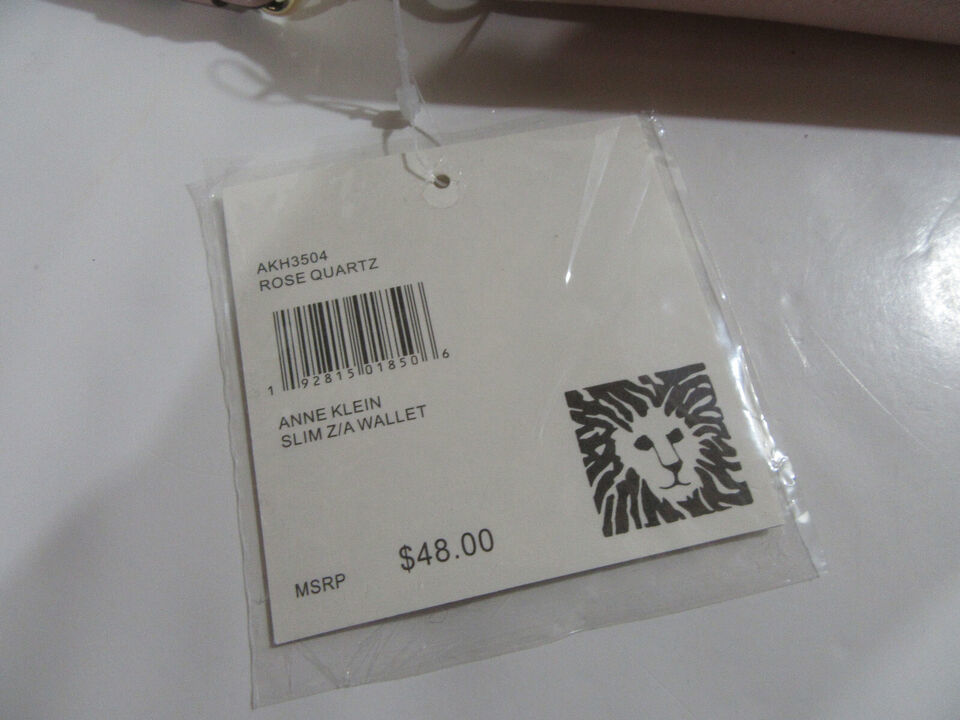 AKH3504
ROSE QUARTZ
1 92815 01850 6
ANNE KLEIN
SLIM Z/A WALLET
MSRP $48.00